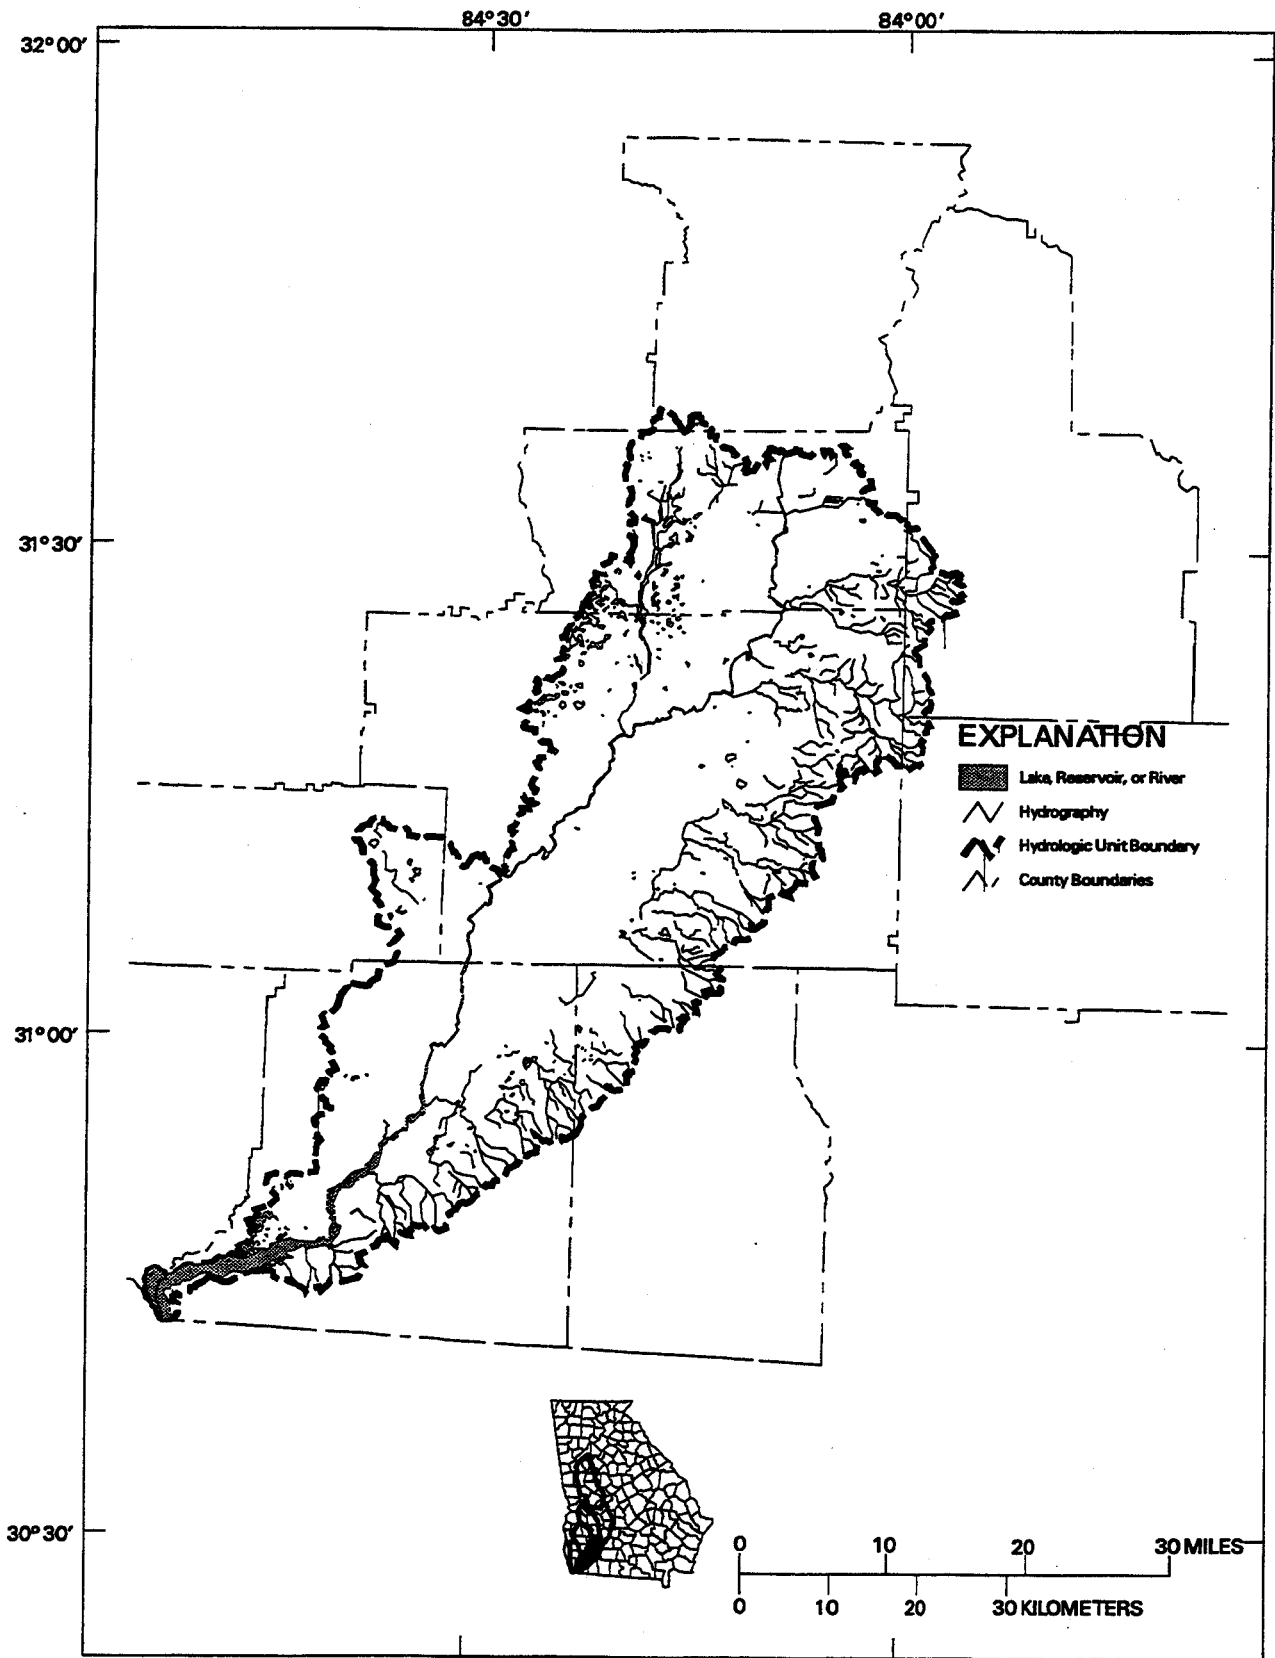 84°30′ 84°00′
32°00′
31°30′
EXPLANATION
Lake, Reservoir, or River
Hydrography
Hydrologic Unit Boundary
County Boundaries
31°00′
30°30′
0 10 20 30 MILES
0 10 20 30 KILOMETERS